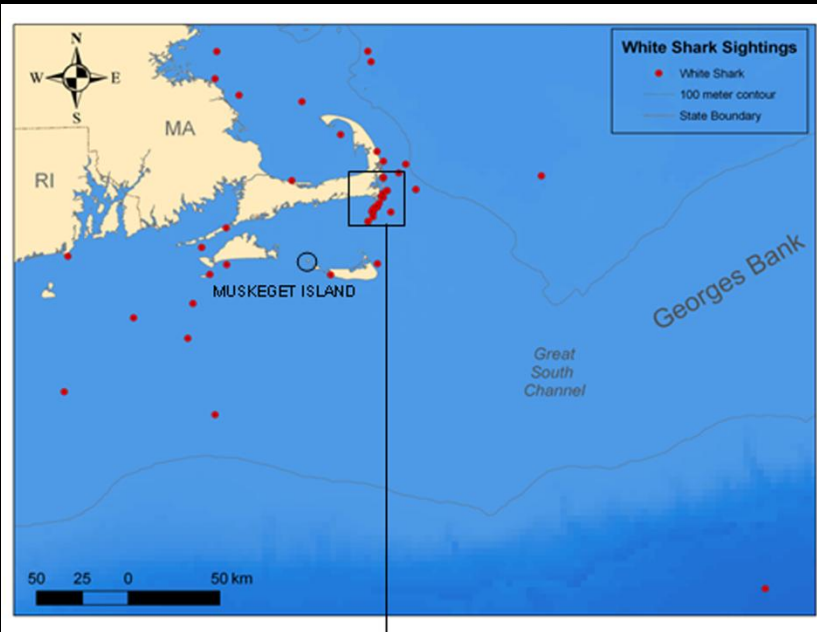 N
W
E
S
White Shark Sightings
White Shark
100 meter contour
State Boundary
MA
RI
MUSKEGET ISLAND
Georges Bank
Great
South
Channel
50 25 0 50 km